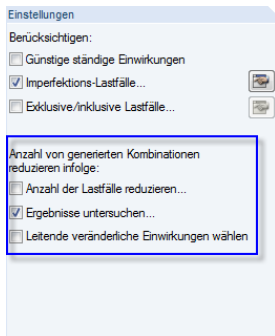 Einstellungen
Berücksichtigen:
Günstige ständige Einwirkungen
Imperfektions-Lastfälle...
Exklusive/inklusive Lastfälle...
Anzahl von generierten Kombinationen
reduzieren infolge:
Anzahl der Lastfälle reduzieren...
Ergebnisse untersuchen...
Leitende veränderliche Einwirkungen wählen